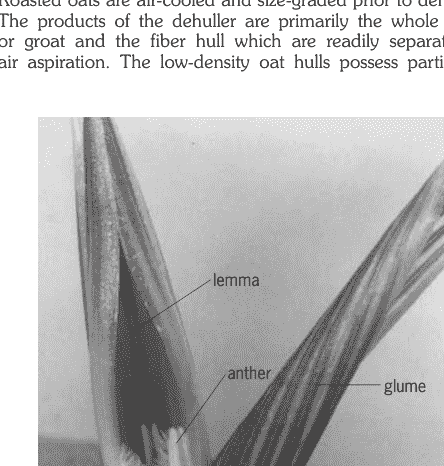 Roasted oats are air-cooled and size-graded prior to
The products of the dehuller are primarily the whole
or groat and the fiber hull which are readily
air aspiration. The low-density oat hulls possess
lemma
anther
glume